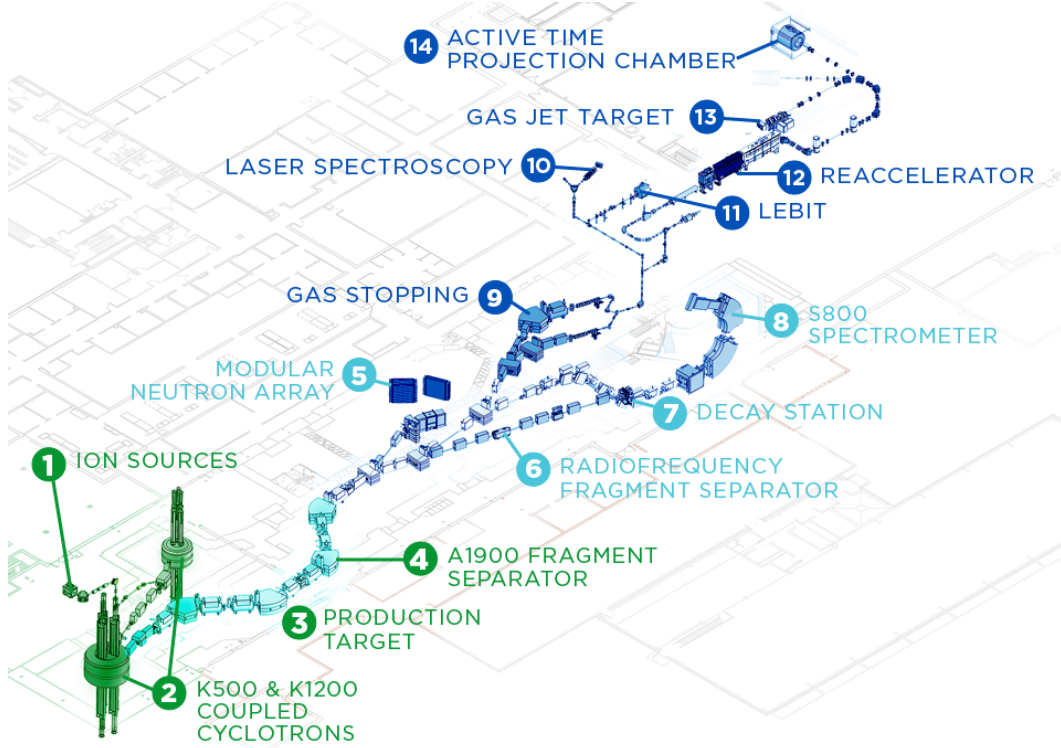 14 ACTIVE TIME
PROJECTION CHAMBER
GAS JET TARGET 13
LASER SPECTROSCOPY 10
12 REACCELERATOR
11 LEBIT
GAS STOPPING 9
8 S800
SPECTROMETER
MODULAR
NEUTRON ARRAY 5
7 DECAY STATION
1 ION SOURCES
6 RADIOFREQUENCY
FRAGMENT SEPARATOR
4 A1900 FRAGMENT
SEPARATOR
3 PRODUCTION
TARGET
2 K500 & K1200
COUPLED
CYCLOTRONS